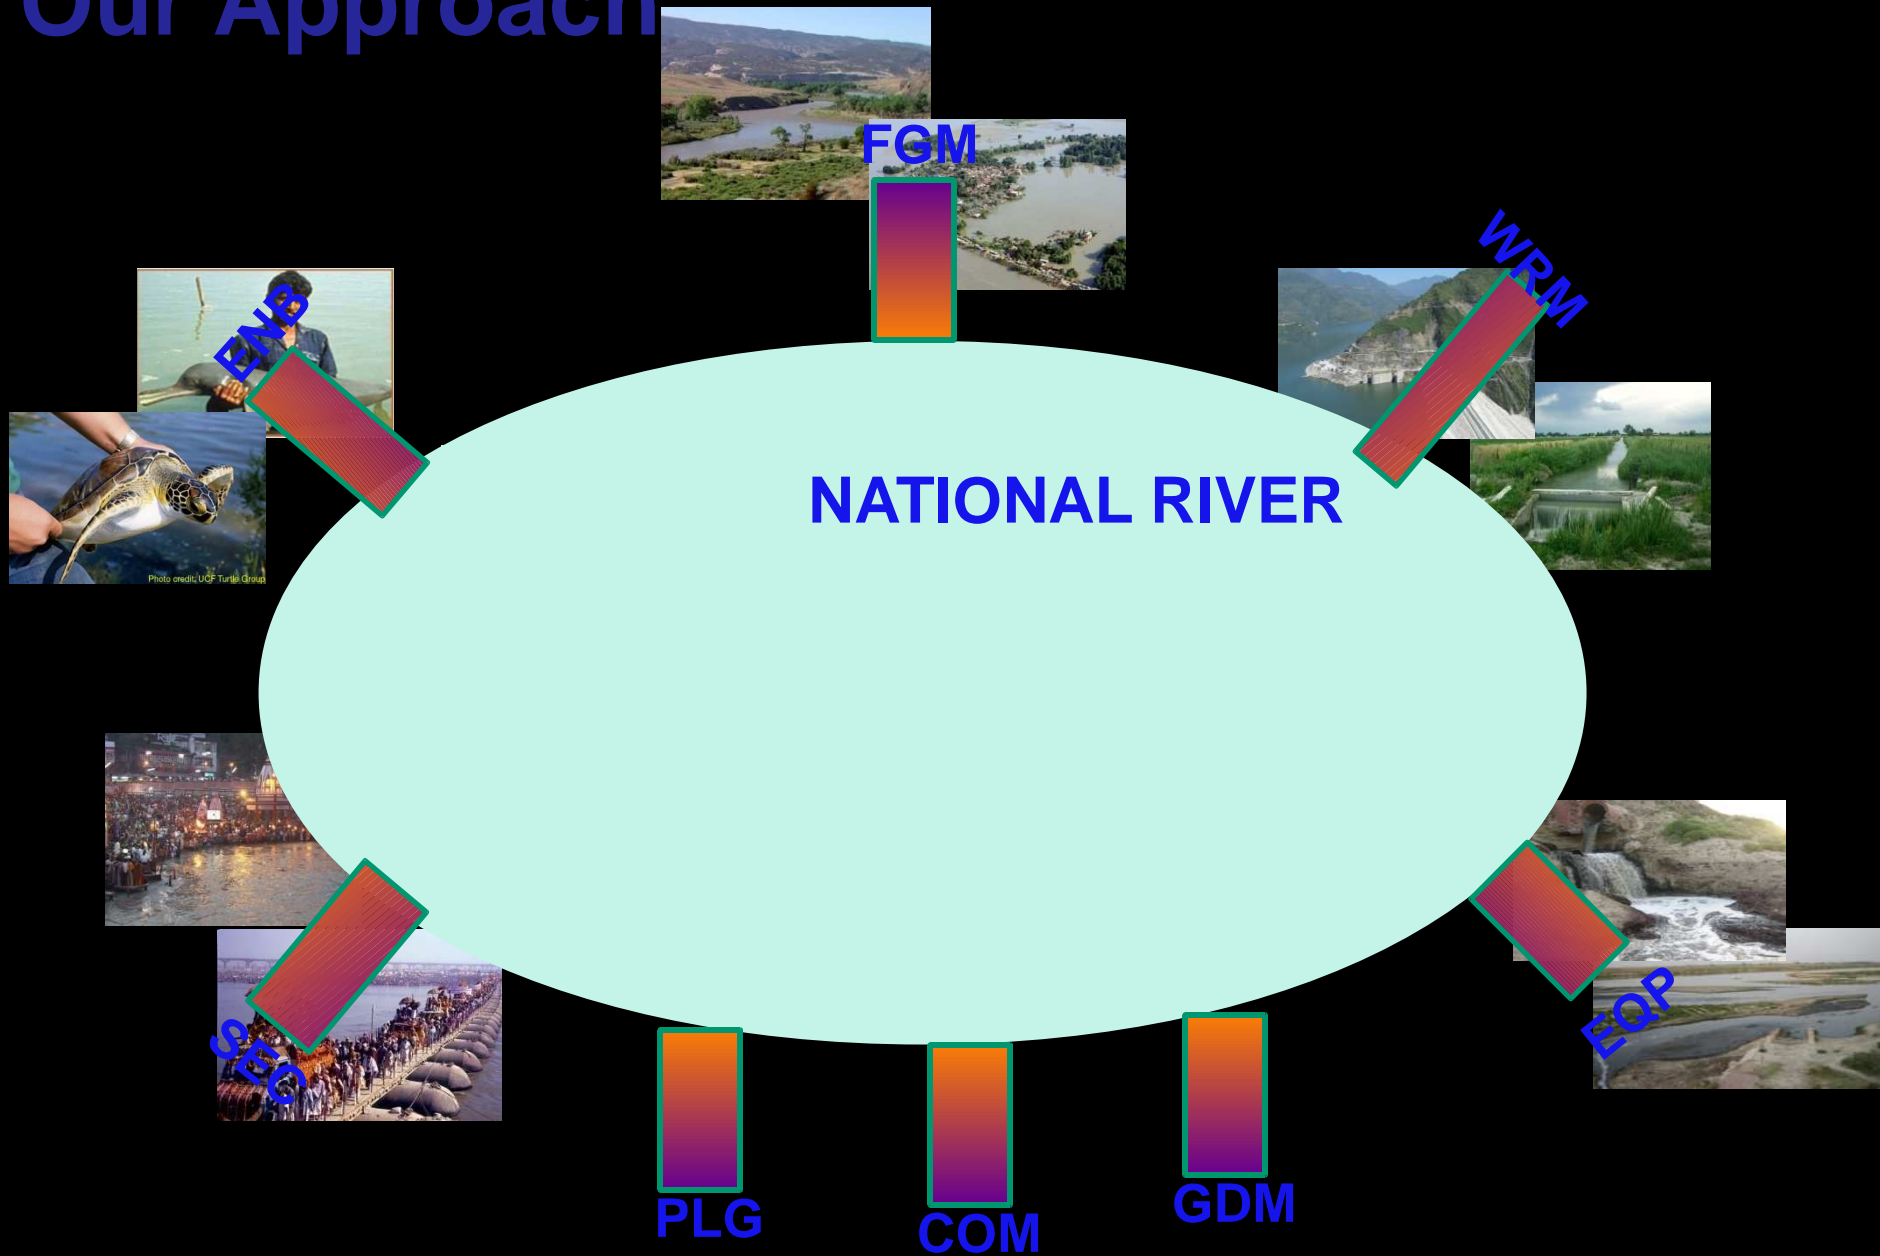 Our Approach
FGM
WRM
ENB
NATIONAL RIVER
Photo credit: UCF Turtle Group
EQP
SEC
PLG
COM
GDM